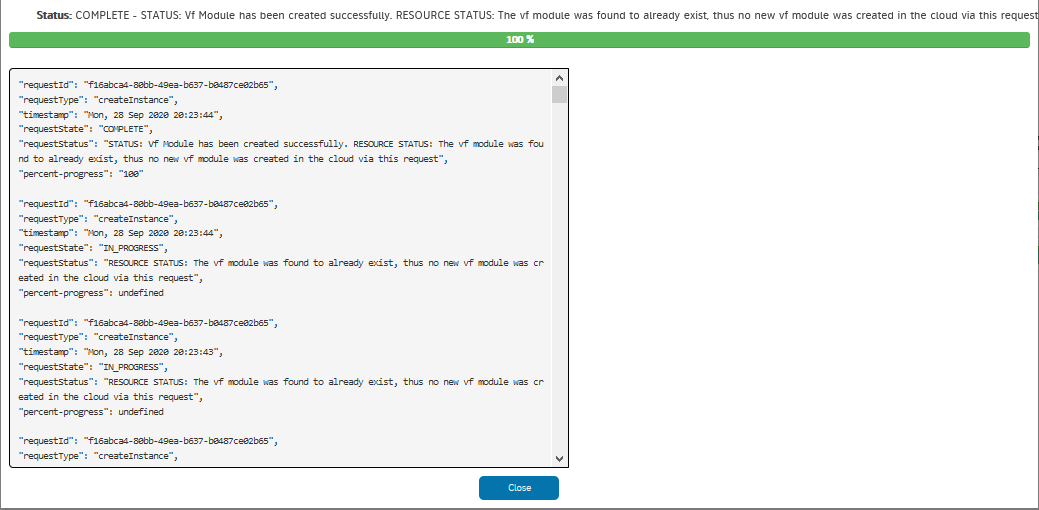 Status: COMPLETE - STATUS: Vf Module has been created successfully. RESOURCE STATUS: The vf module was found to already exist, thus no new vf module was created in the cloud via this request
100 %
"requestId": "f16abca4-80bb-49ea-b637-b0487ce02b65",
"requestType": "createInstance",
"timestamp": "Mon, 28 Sep 2020 20:23:44",
"requestState": "COMPLETE",
"requestStatus": "STATUS: Vf Module has been created successfully. RESOURCE STATUS: The vf module was fou
nd to already exist, thus no new vf module was created in the cloud via this request",
"percent-progress": "100"
"requestId": "f16abca4-80bb-49ea-b637-b0487ce02b65",
"requestType": "createInstance",
"timestamp": "Mon, 28 Sep 2020 20:23:44",
"requestState": "IN_PROGRESS",
"requestStatus": "RESOURCE STATUS: The vf module was found to already exist, thus no new vf module was cr
eated in the cloud via this request",
"percent-progress": undefined
"requestId": "f16abca4-80bb-49ea-b637-b0487ce02b65",
"requestType": "createInstance",
"timestamp": "Mon, 28 Sep 2020 20:23:43",
"requestState": "IN_PROGRESS",
"requestStatus": "RESOURCE STATUS: The vf module was found to already exist, thus no new vf module was cr
eated in the cloud via this request",
"percent-progress": undefined
"requestId": "f16abca4-80bb-49ea-b637-b0487ce02b65",
"requestType": "createInstance",
Close